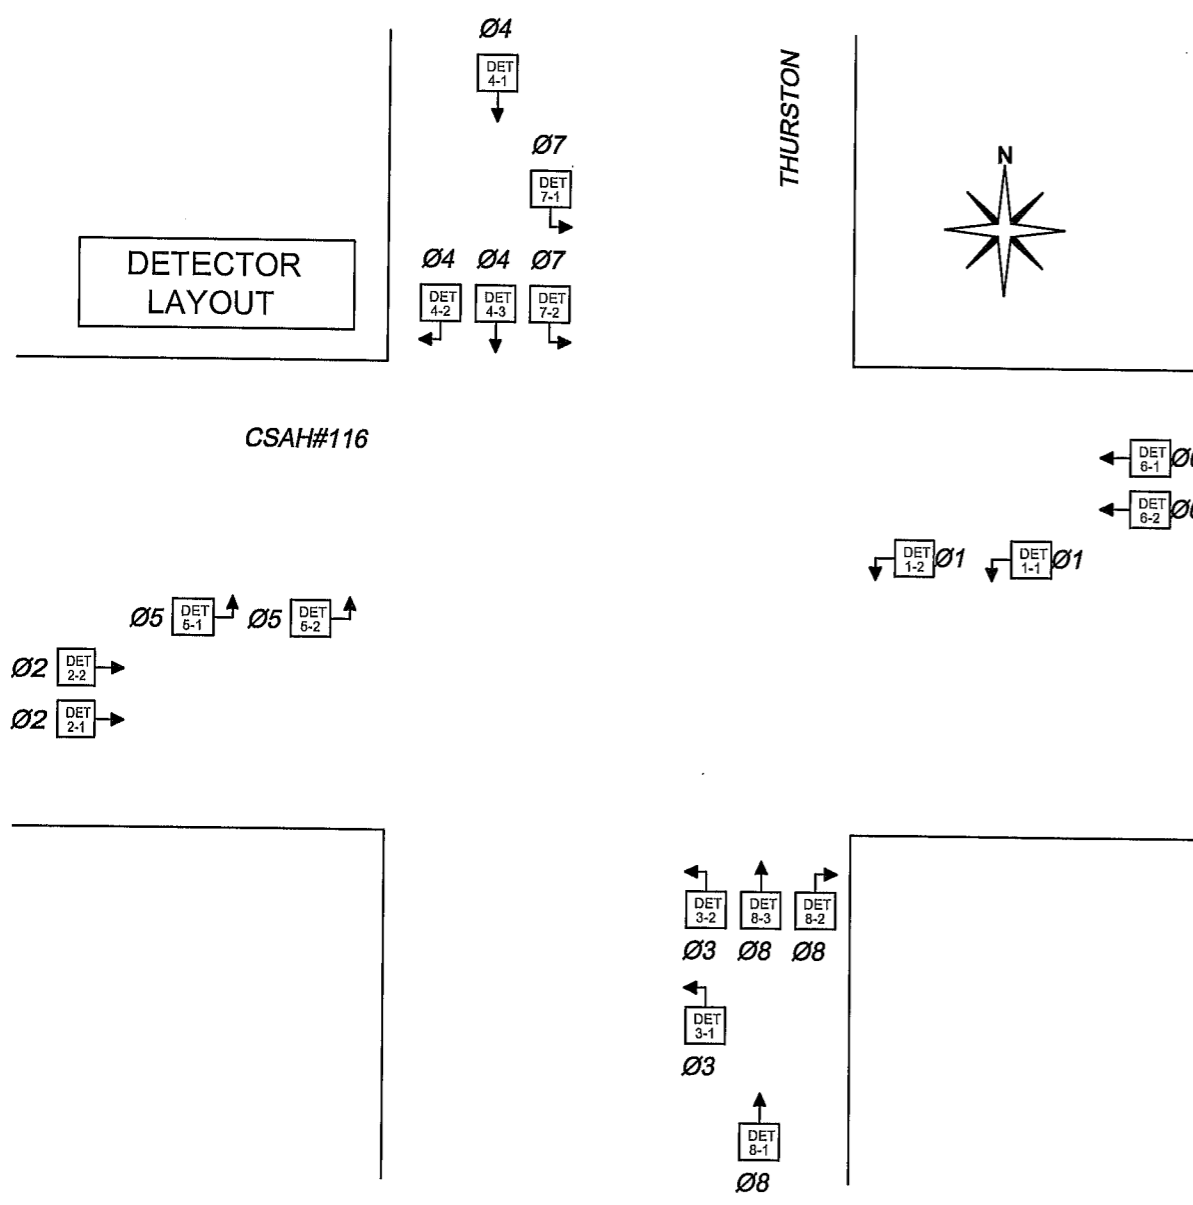 Ø4
DET
4-1
THURSTON
Ø7
DET
7-1
N
DETECTOR
LAYOUT
Ø4 Ø4 Ø7
DET
4-2
DET
4-3
DET
7-2
CSAH#116
DET
6-1
DET
6-2
DET
1-2
Ø1
DET
1-1
Ø1
Ø5
DET
5-1
Ø5
DET
5-2
Ø2
DET
2-2
Ø2
DET
2-1
DET
3-2
DET
8-3
DET
8-2
Ø3 Ø8 Ø8
DET
3-1
Ø3
DET
8-1
Ø8